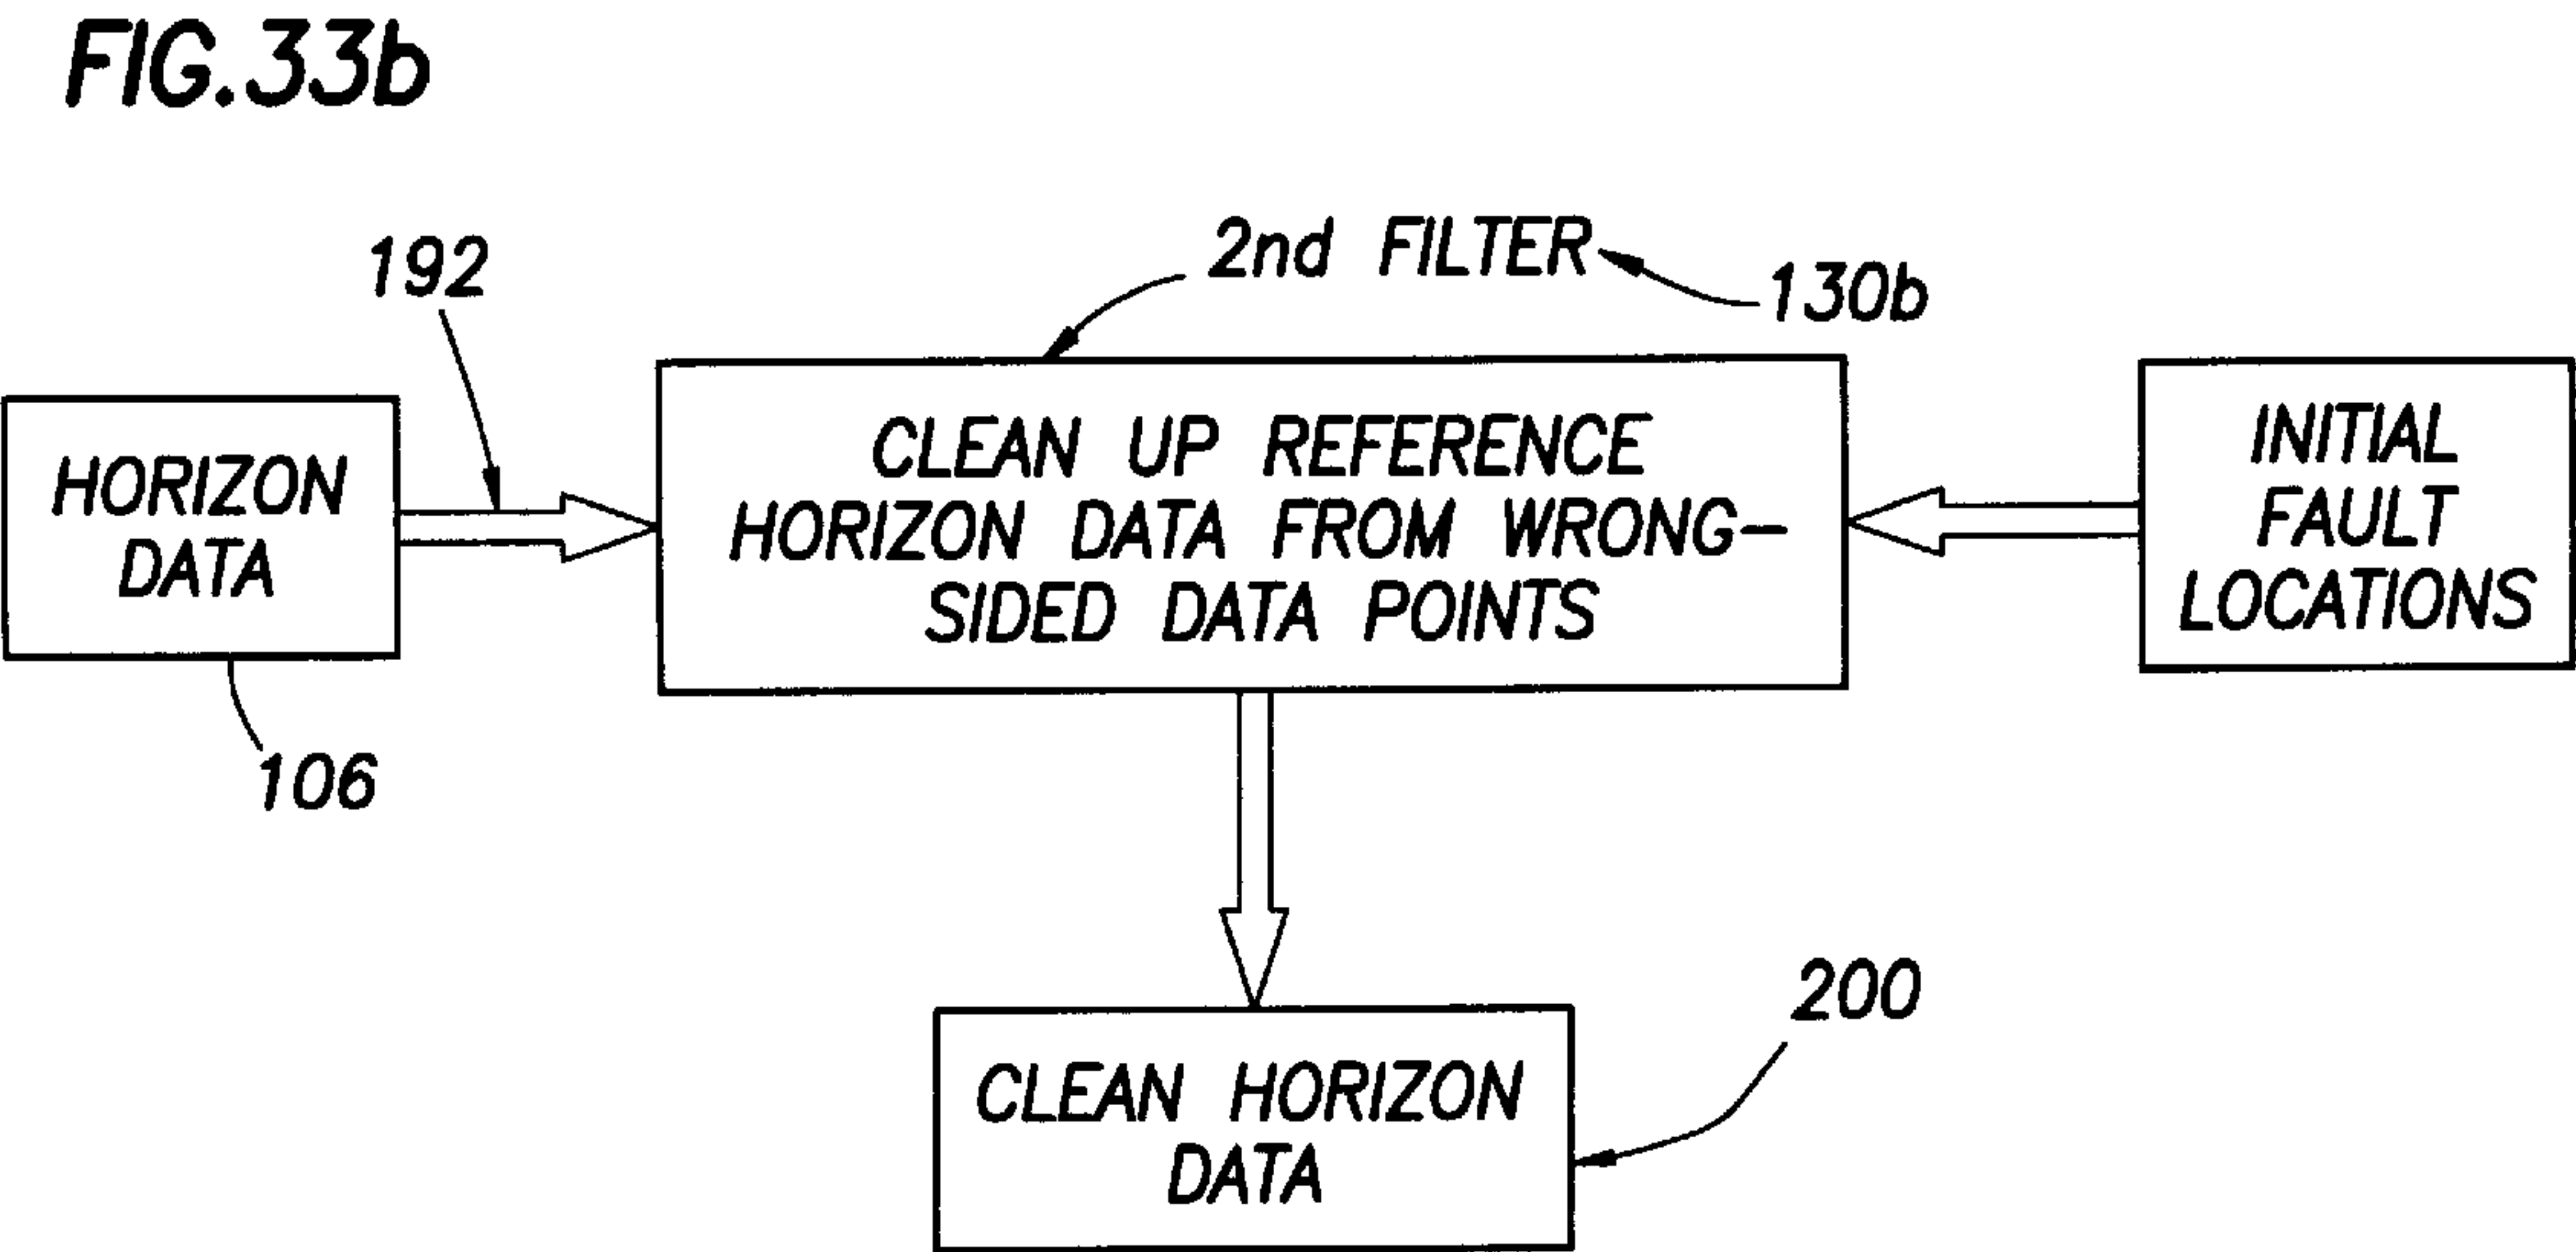 FIG.33b
192
2nd FILTER
130b
HORIZON
DATA
106
CLEAN UP REFERENCE
HORIZON DATA FROM WRONG-
SIDED DATA POINTS
INITIAL
FAULT
LOCATIONS
200
CLEAN HORIZON
DATA